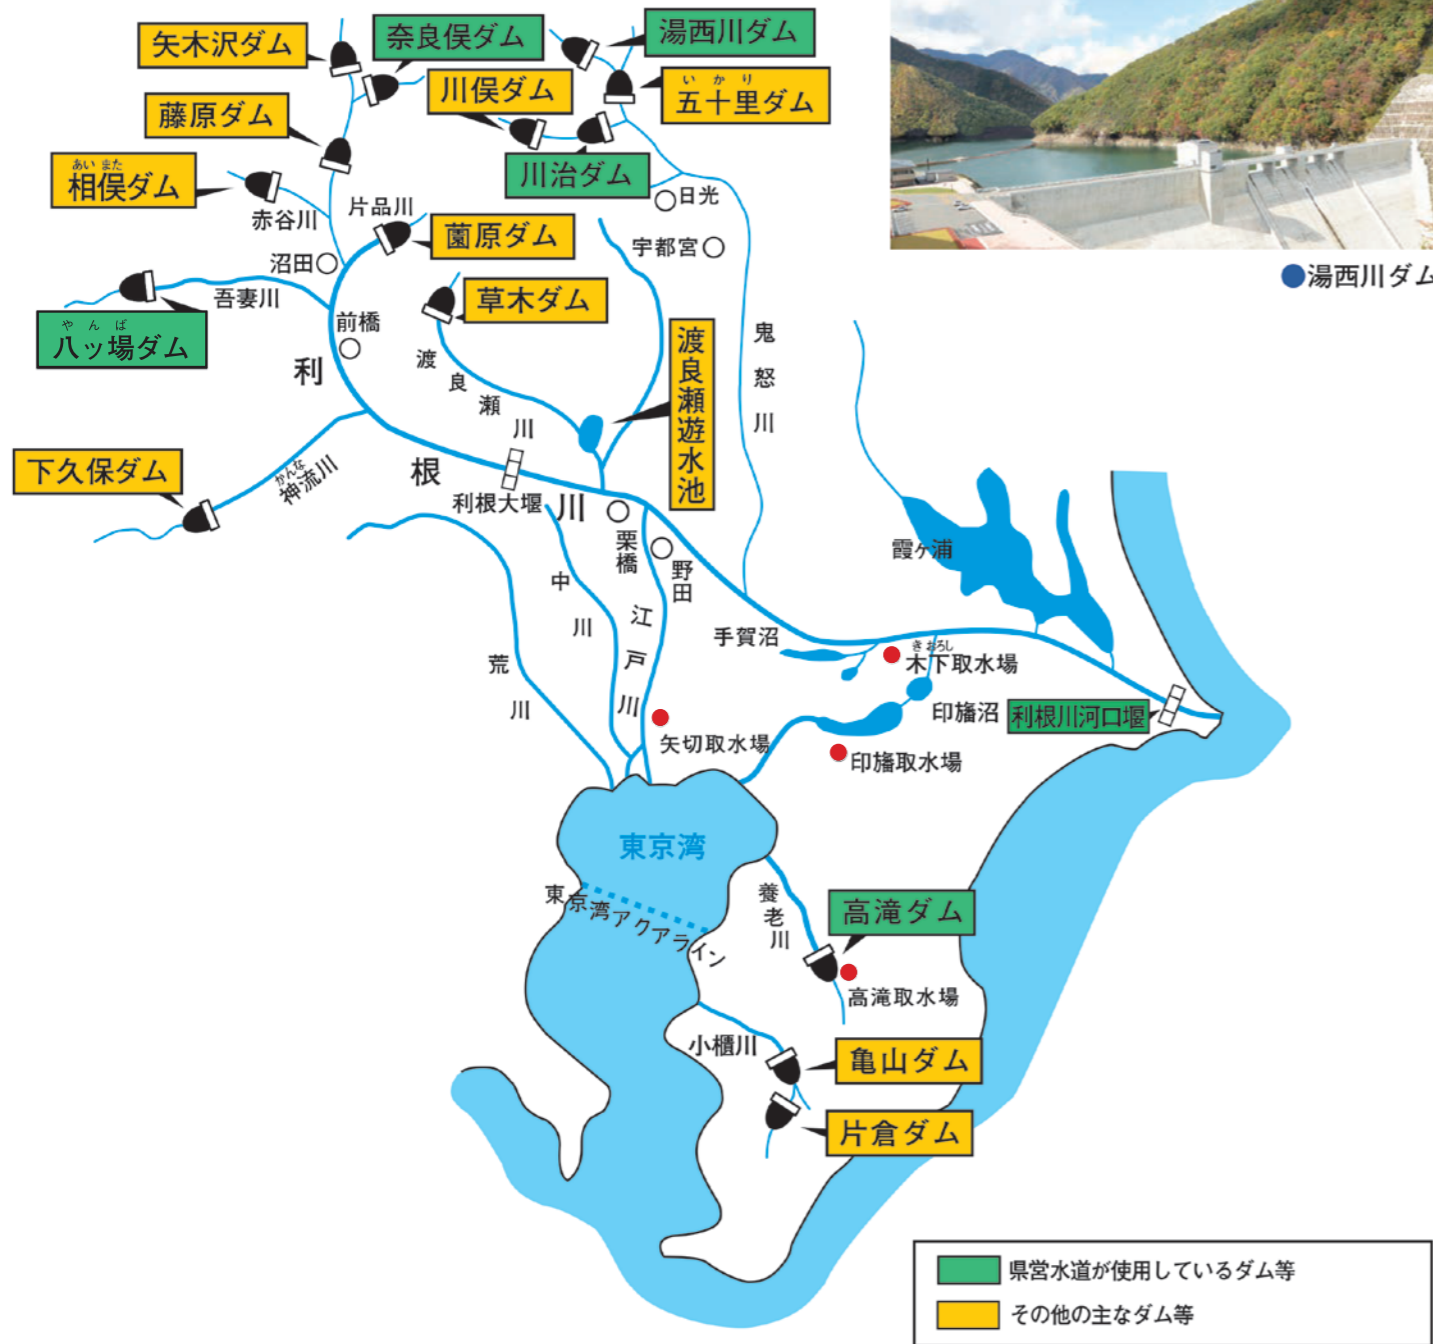 矢木沢ダム
奈良俣ダム
湯西川ダム
川俣ダム
いかり
五十里ダム
藤原ダム
川治ダム
あいまた
相俣ダム
日光
赤谷川
片品川
薗原ダム
宇都宮
沼田
湯西川ダム
吾妻川
草木ダム
やんば
八ッ場ダム
前橋
渡良瀬遊水池
鬼怒川
利根川
渡良瀬川
下久保ダム
かんな
神流川
利根大堰
栗橋
野田
霞ヶ浦
中川
江戸川
荒川
手賀沼
きおろし
木下取水場
印旛沼
利根川河口堰
矢切取水場
印旛取水場
東京湾
東京湾アクアライン
養老川
高滝ダム
高滝取水場
小櫃川
亀山ダム
片倉ダム
県営水道が使用しているダム等
その他の主なダム等